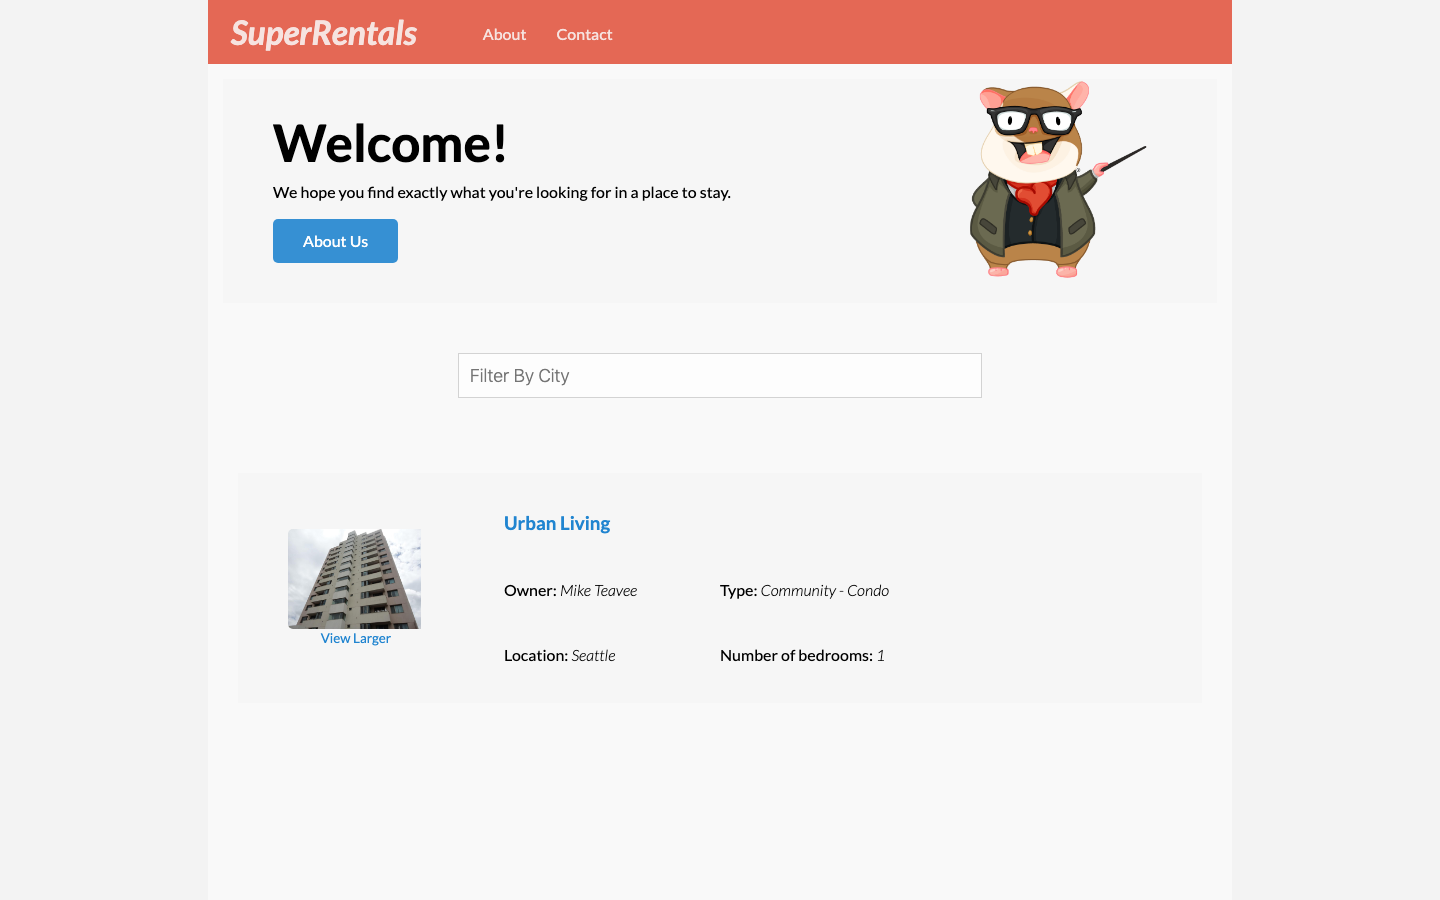 SuperRentals About Contact
Welcome!
We hope you find exactly what you're looking for in a place to stay.
About Us
Filter By City
Urban Living
Owner: Mike Teavee Type: Community - Condo
View Larger
Location: Seattle Number of bedrooms: 1